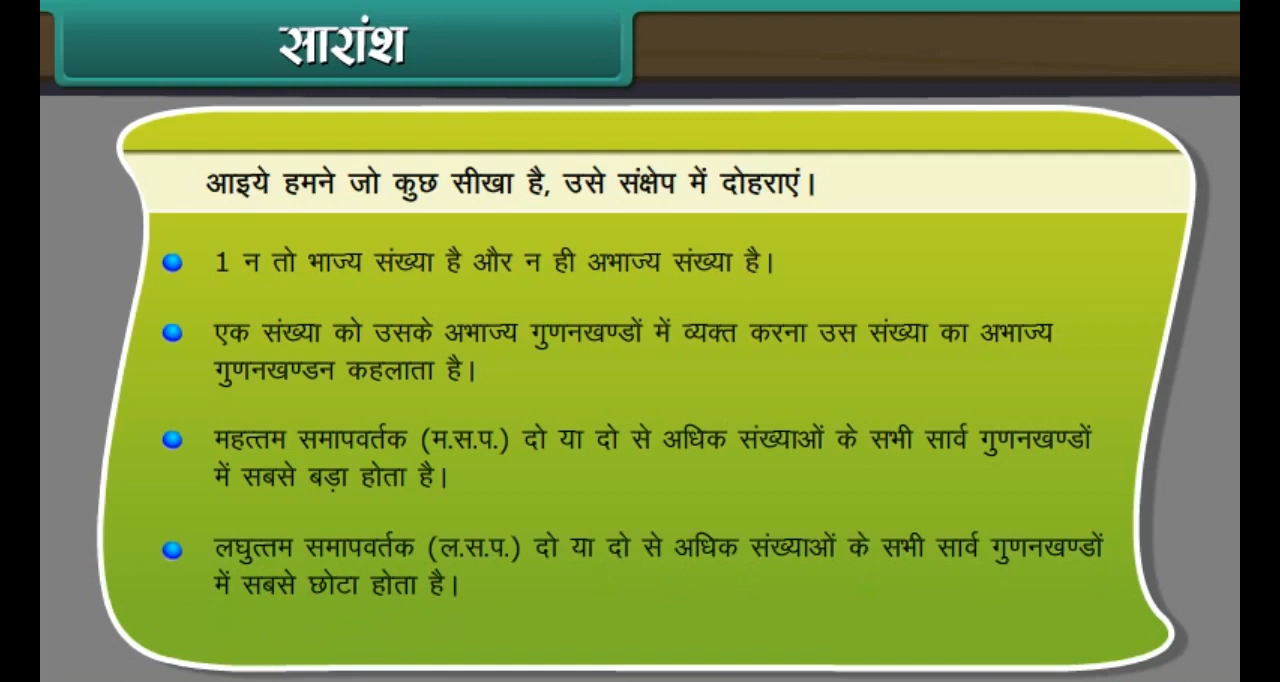 सारांश
आइये हमने जो कुछ सीखा है, उसे संक्षेप में दोहराएं।
1 न तो भाज्य संख्या है और न ही अभाज्य संख्या है।
एक संख्या को उसके अभाज्य गुणनखण्डों में व्यक्त करना उस संख्या का अभाज्य
गुणनखण्डन कहलाता है।
महत्तम समापवर्तक (म.स.प.) दो या दो से अधिक संख्याओं के सभी सार्व गुणनखण्डों
में सबसे बड़ा होता है।
लघुत्तम समापवर्तक (ल.स.प.) दो या दो से अधिक संख्याओं के सभी सार्व गुणनखण्डों
में सबसे छोटा होता है।